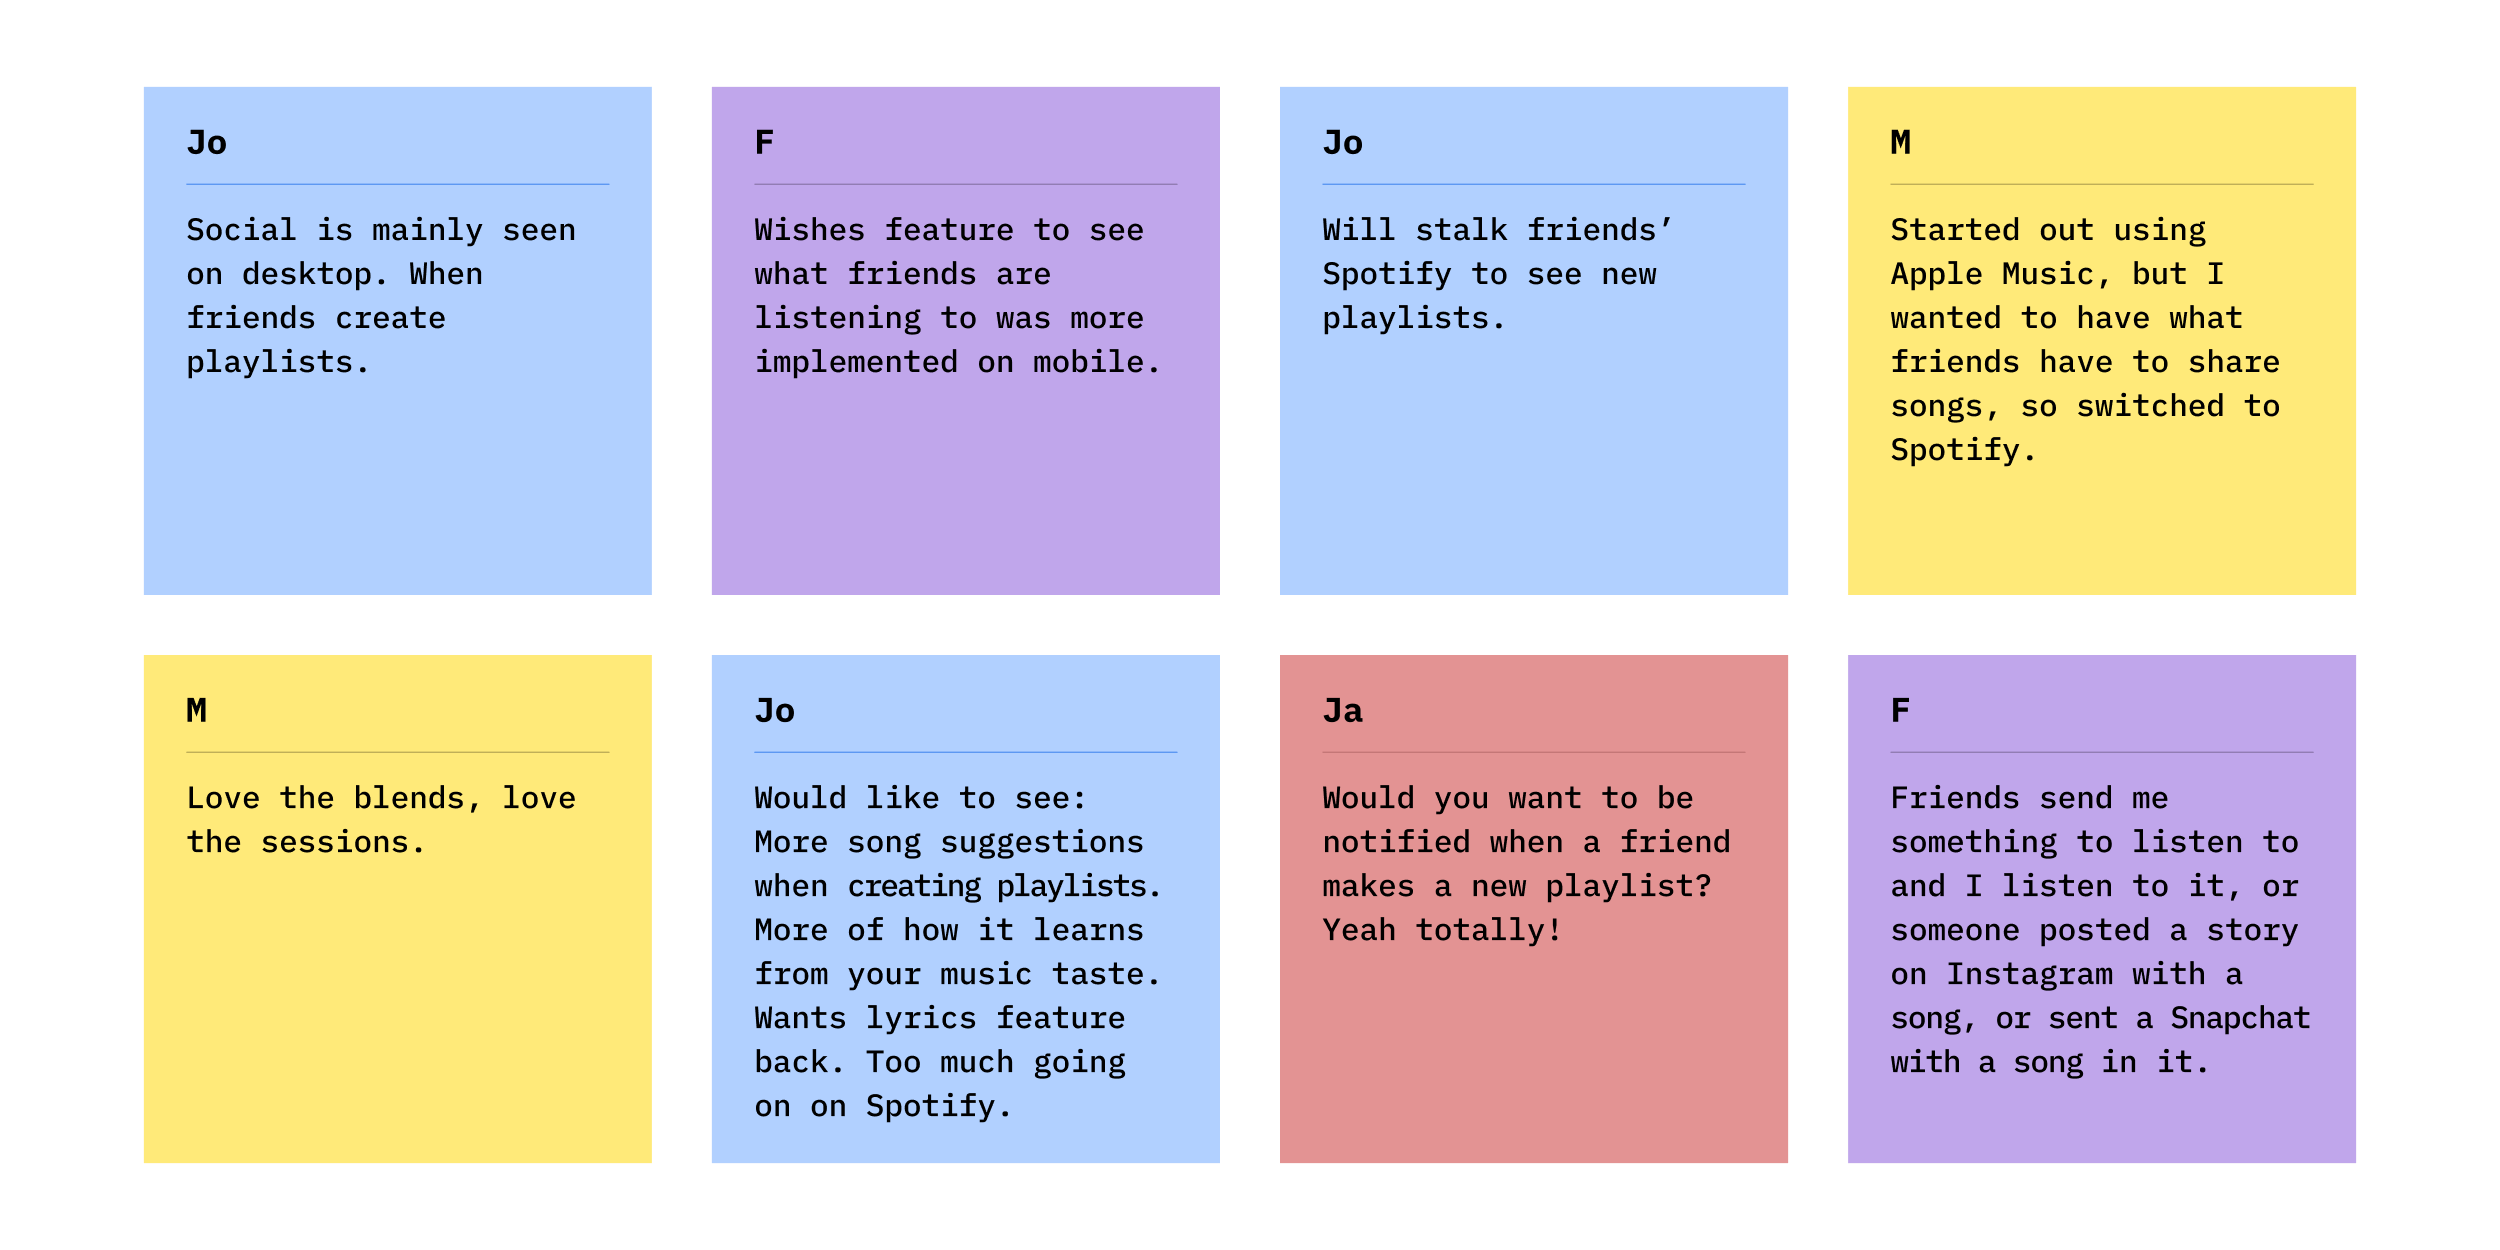 Jo
Social is mainly seen
on desktop. When
friends create
playlists.
F
Wishes feature to see
what friends are
listening to was more
implemented on mobile.
Jo
Will stalk friends’
Spotify to see new
playlists.
M
Started out using
Apple Music, but I
wanted to have what
friends have to share
songs, so switched to
Spotify.
M
Love the blends, love
the sessions.
Jo
Would like to see:
More song suggestions
when creating playlists.
More of how it learns
from your music taste.
Wants lyrics feature
back. Too much going
on on Spotify.
Ja
Would you want to be
notified when a friend
makes a new playlist?
Yeah totally!
F
Friends send me
something to listen to
and I listen to it, or
someone posted a story
on Instagram with a
song, or sent a Snapchat
with a song in it.